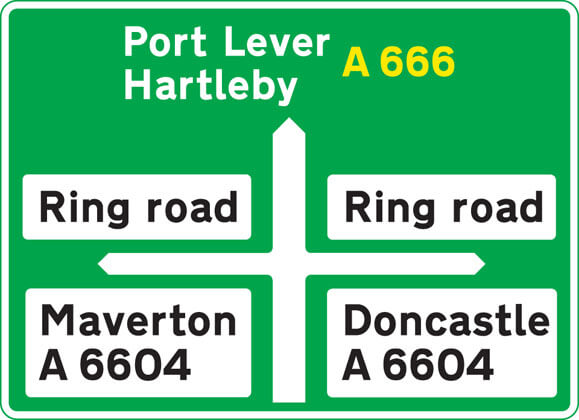 Port Lever
Hartleby
A 666
Ring road
Ring road
Maverton
A 6604
Doncastle
A 6604